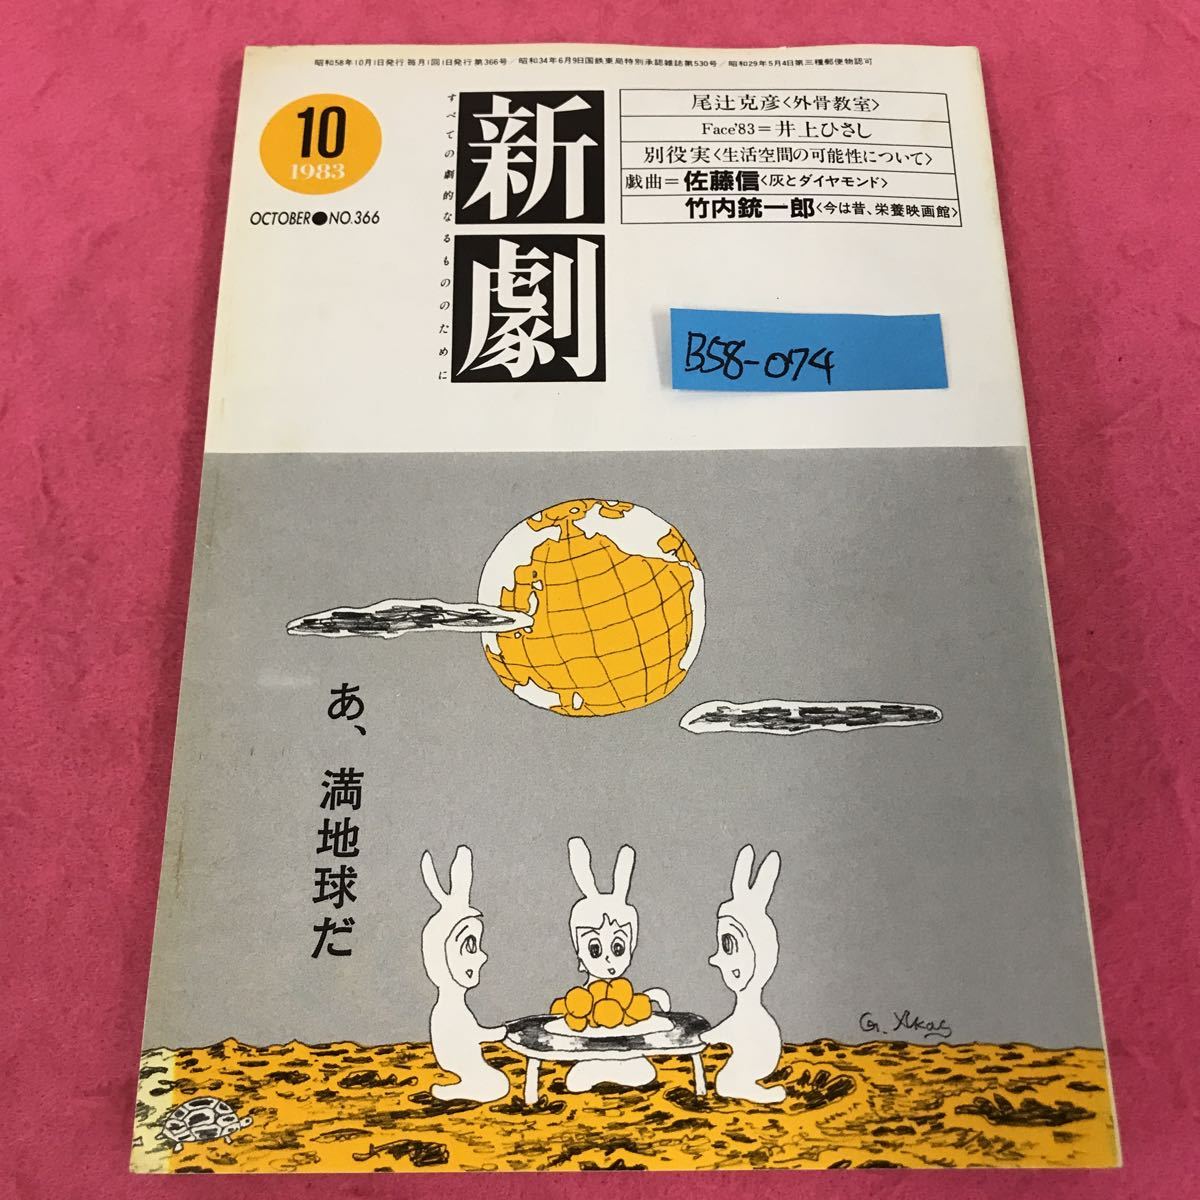 昭和58年10月1日発行 毎月1回1日発行 第366号/昭和34年6月9日国鉄東局特別承認雑誌第530号/昭和29年5月4日第三種郵便物認可
10
1983
OCTOBER●NO.366
すべての劇的なるもののために
新劇
尾辻克彦〈外骨教室〉
Face'83=井上ひさし
別役実〈生活空間の可能性について〉
戯曲=佐藤信〈灰とダイヤモンド〉
竹内銃一郎〈今は昔、栄養映画館〉
B58-074
あ、満地球だ